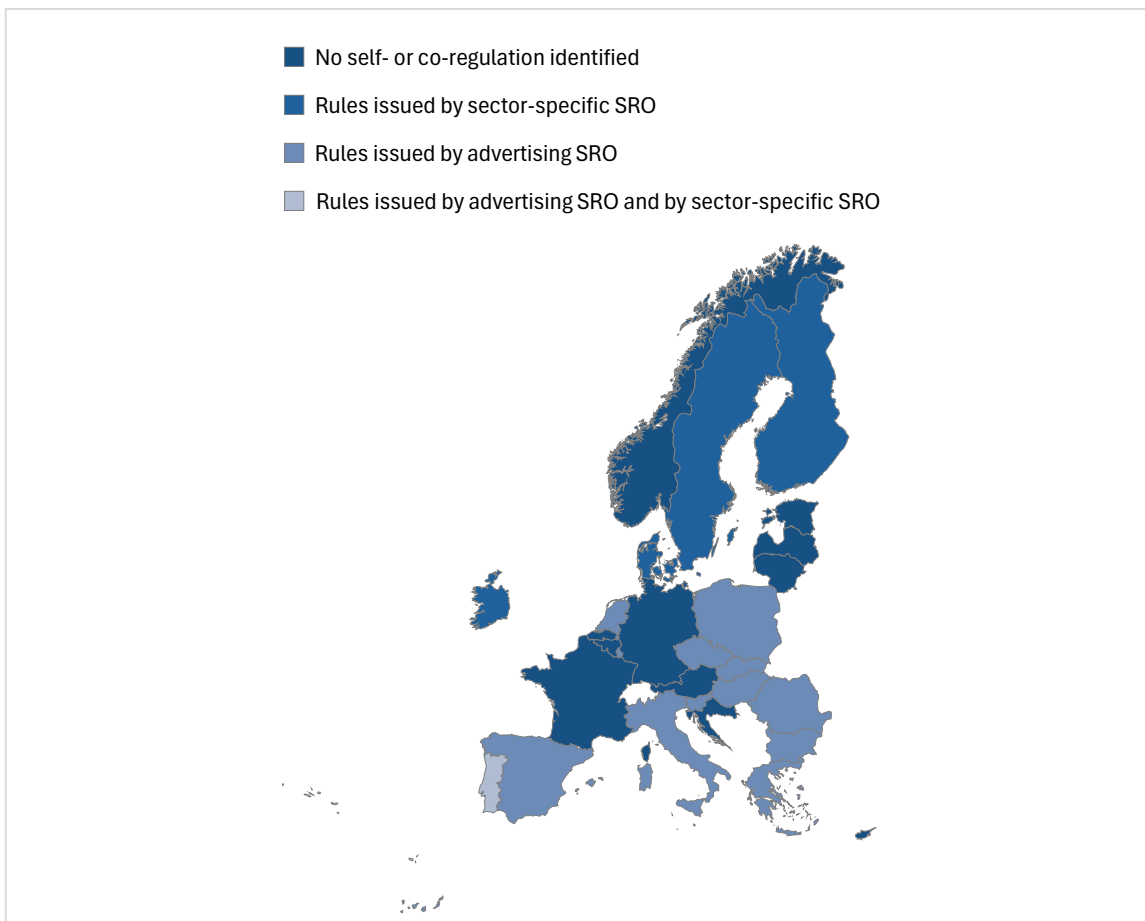 No self- or co-regulation identified
Rules issued by sector-specific SRO
Rules issued by advertising SRO
Rules issued by advertising SRO and by sector-specific SRO